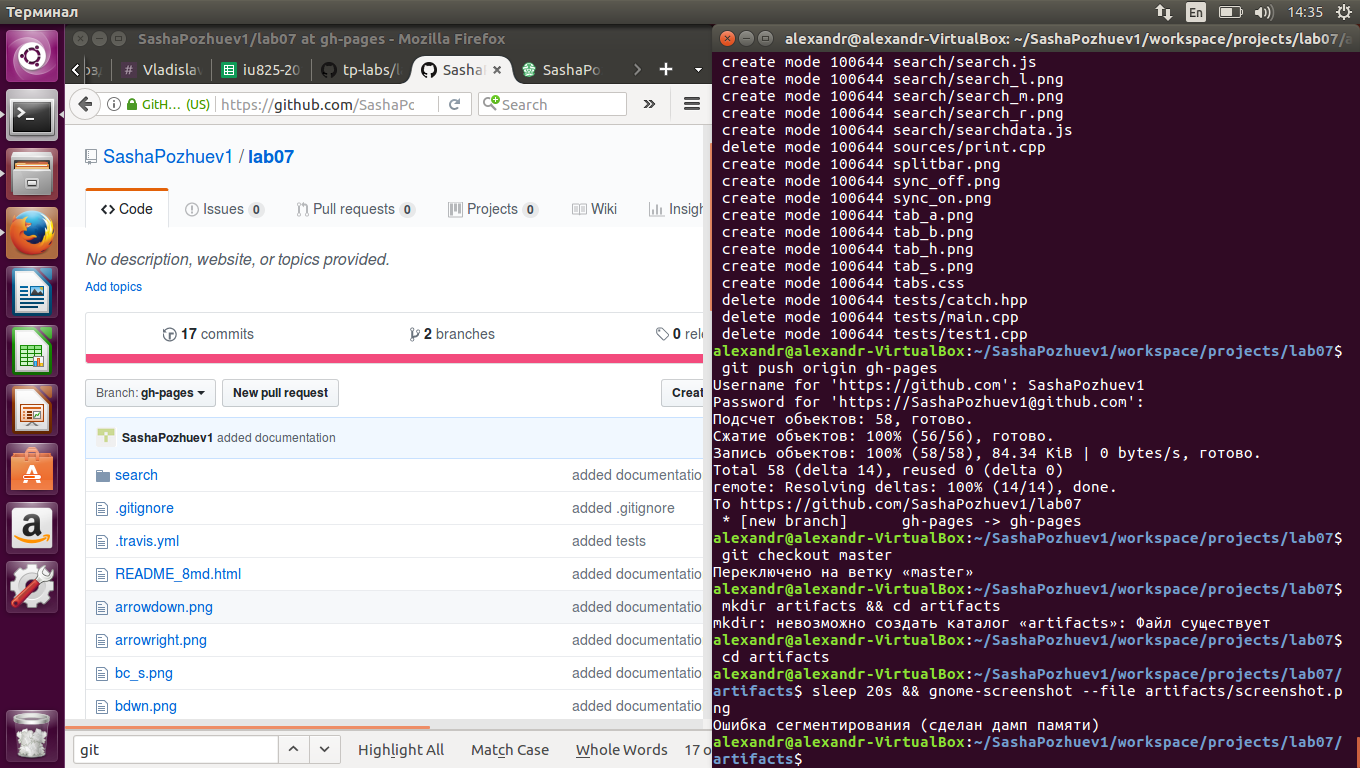 Терминал
En
14:35
SashaPozhuev1/lab07 at gh-pages - Mozilla Firefox
# Vladislav
iu825-20
tp-labs/l
Sasha
SashaPo
GitH... (US)
https://github.com/SashaPo
Search
SashaPozhuev1 / lab07
Code
Issues 0
Pull requests 0
Projects 0
Wiki
Insigh
No description, website, or topics provided.
Add topics
17 commits
2 branches
0 rele
Branch: gh-pages
New pull request
Creat
SashaPozhuev1 added documentation
search added documentatio
.gitignore added .gitignore
.travis.yml added tests
README_8md.html added documentatio
arrowdown.png added documentatio
arrowright.png added documentatio
bc_s.png added documentatio
bdwn.png added documentatio
git
Highlight All
Match Case
Whole Words
17 o
alexandr@alexandr-VirtualBox: ~/SashaPozhuev1/workspace/projects/lab07/a
create mode 100644 search/search.js
create mode 100644 search/search_l.png
create mode 100644 search/search_m.png
create mode 100644 search/search_r.png
create mode 100644 search/searchdata.js
delete mode 100644 sources/print.cpp
create mode 100644 splitbar.png
create mode 100644 sync_off.png
create mode 100644 sync_on.png
create mode 100644 tab_a.png
create mode 100644 tab_b.png
create mode 100644 tab_h.png
create mode 100644 tab_s.png
create mode 100644 tabs.css
delete mode 100644 tests/catch.hpp
delete mode 100644 tests/main.cpp
delete mode 100644 tests/test1.cpp
alexandr@alexandr-VirtualBox:~/SashaPozhuev1/workspace/projects/lab07$
git push origin gh-pages
Username for 'https://github.com': SashaPozhuev1
Password for 'https://SashaPozhuev1@github.com':
Подсчет объектов: 58, готово.
Сжатие объектов: 100% (56/56), готово.
Запись объектов: 100% (58/58), 84.34 KiB | 0 bytes/s, готово.
Total 58 (delta 14), reused 0 (delta 0)
remote: Resolving deltas: 100% (14/14), done.
To https://github.com/SashaPozhuev1/lab07
* [new branch] gh-pages -> gh-pages
alexandr@alexandr-VirtualBox:~/SashaPozhuev1/workspace/projects/lab07$
git checkout master
Переключено на ветку «master»
alexandr@alexandr-VirtualBox:~/SashaPozhuev1/workspace/projects/lab07$
mkdir artifacts && cd artifacts
mkdir: невозможно создать каталог «artifacts»: Файл существует
alexandr@alexandr-VirtualBox:~/SashaPozhuev1/workspace/projects/lab07$
cd artifacts
alexandr@alexandr-VirtualBox:~/SashaPozhuev1/workspace/projects/lab07/
artifacts$ sleep 20s && gnome-screenshot --file artifacts/screenshot.p
ng
Ошибка сегментирования (сделан дамп памяти)
alexandr@alexandr-VirtualBox:~/SashaPozhuev1/workspace/projects/lab07/
artifacts$